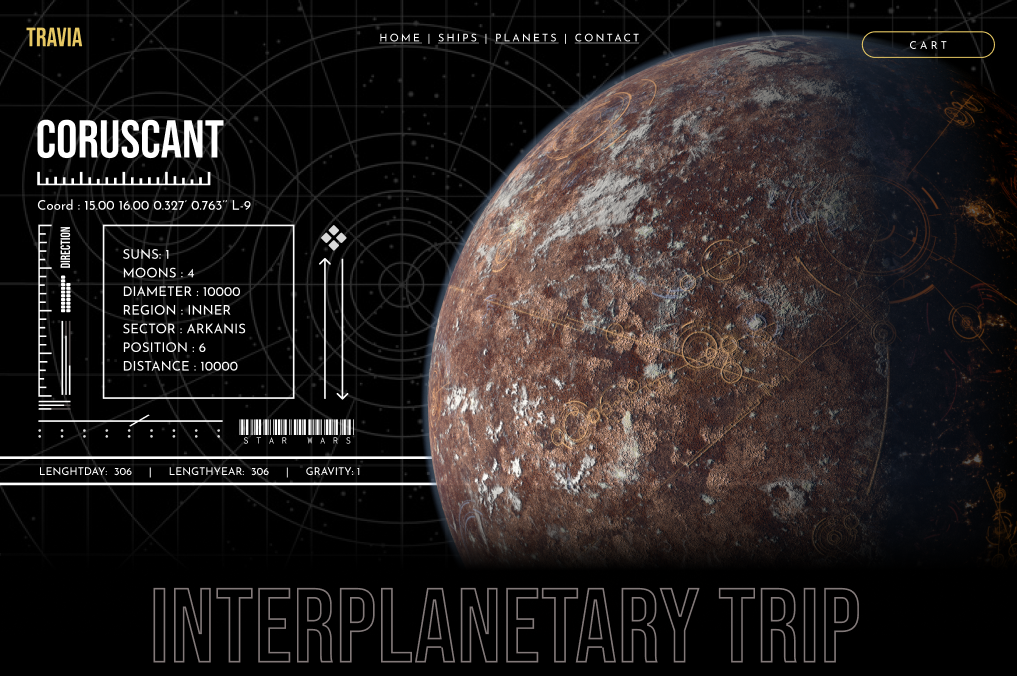 TRAVIA
HOME | SHIPS | PLANETS | CONTACT
CART
CORUSCANT
Coord : 15.00 16.00 0.327' 0.763'' L-9
DIRECTION
SUNS: 1
MOONS : 4
DIAMETER : 10000
REGION : INNER
SECTOR : ARKANIS
POSITION : 6
DISTANCE : 10000
STAR WARS
LENGHTDAY: 306 | LENGTHYEAR: 306 | GRAVITY: 1
INTERPLANETARY TRIP